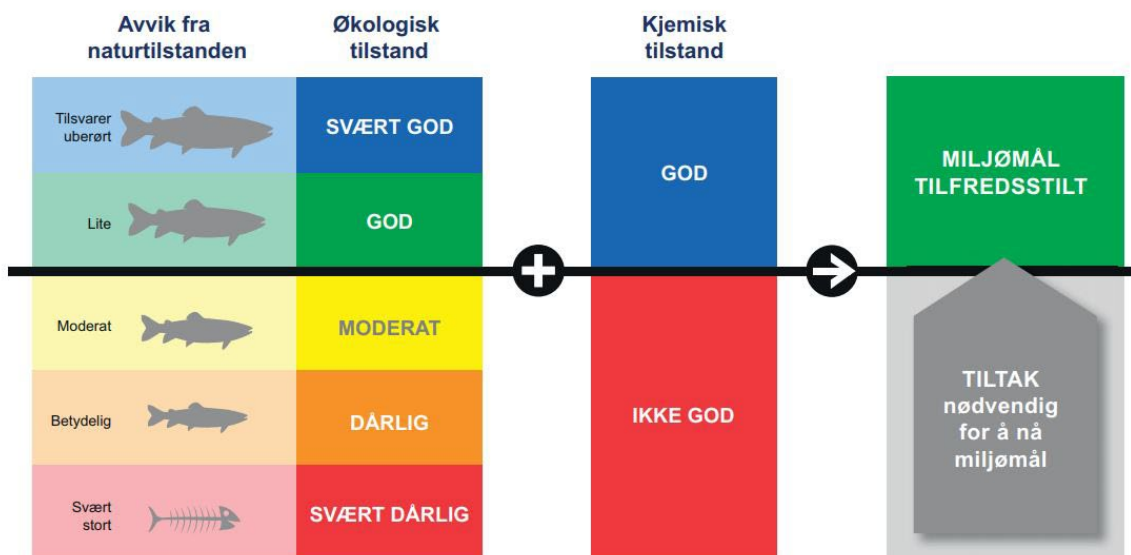 Avvik fra
naturtilstanden
Økologisk
tilstand
Kjemisk
tilstand
Tilsvarer
uberørt
SVÆRT GOD
Lite
GOD
GOD
MILJØMÅL
TILFREDSSTILT
Moderat
MODERAT
Betydelig
DÅRLIG
IKKE GOD
TILTAK
nødvendig
for å nå
miljømål
Svært
stort
SVÆRT DÅRLIG